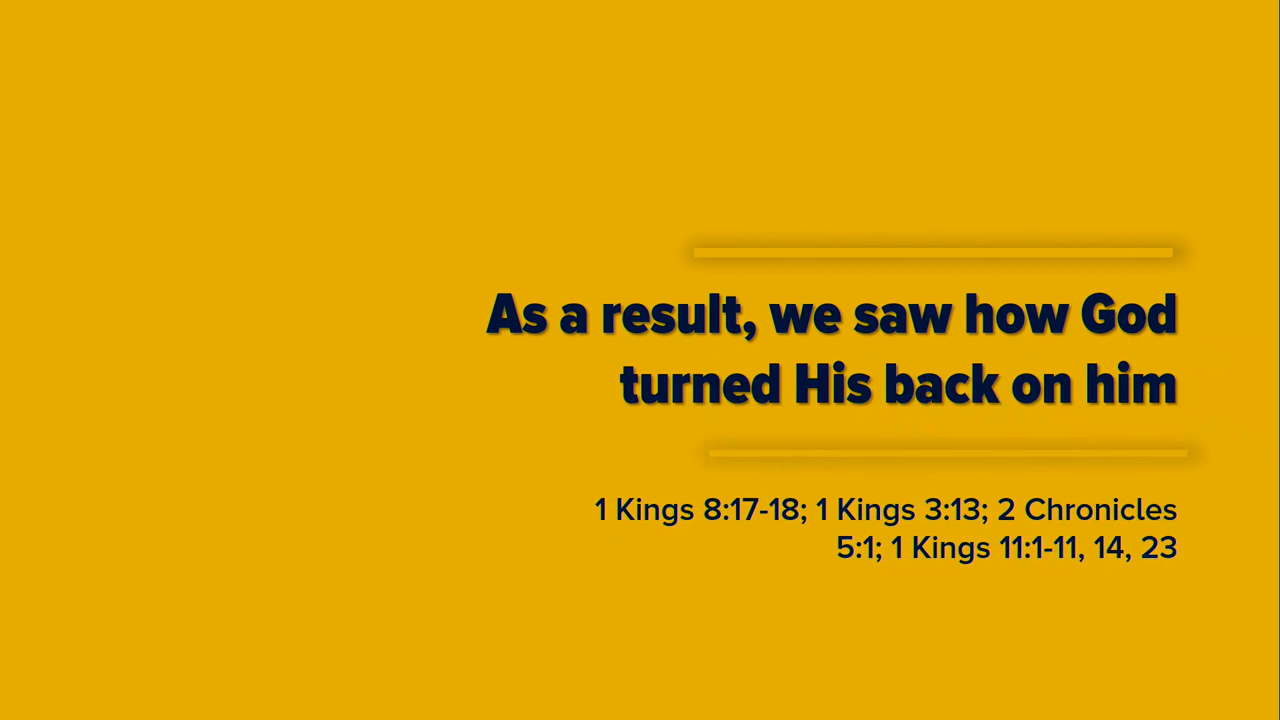 As a result, we saw how God
turned His back on him
1 Kings 8:17-18; 1 Kings 3:13; 2 Chronicles
5:1; 1 Kings 11:1-11, 14, 23